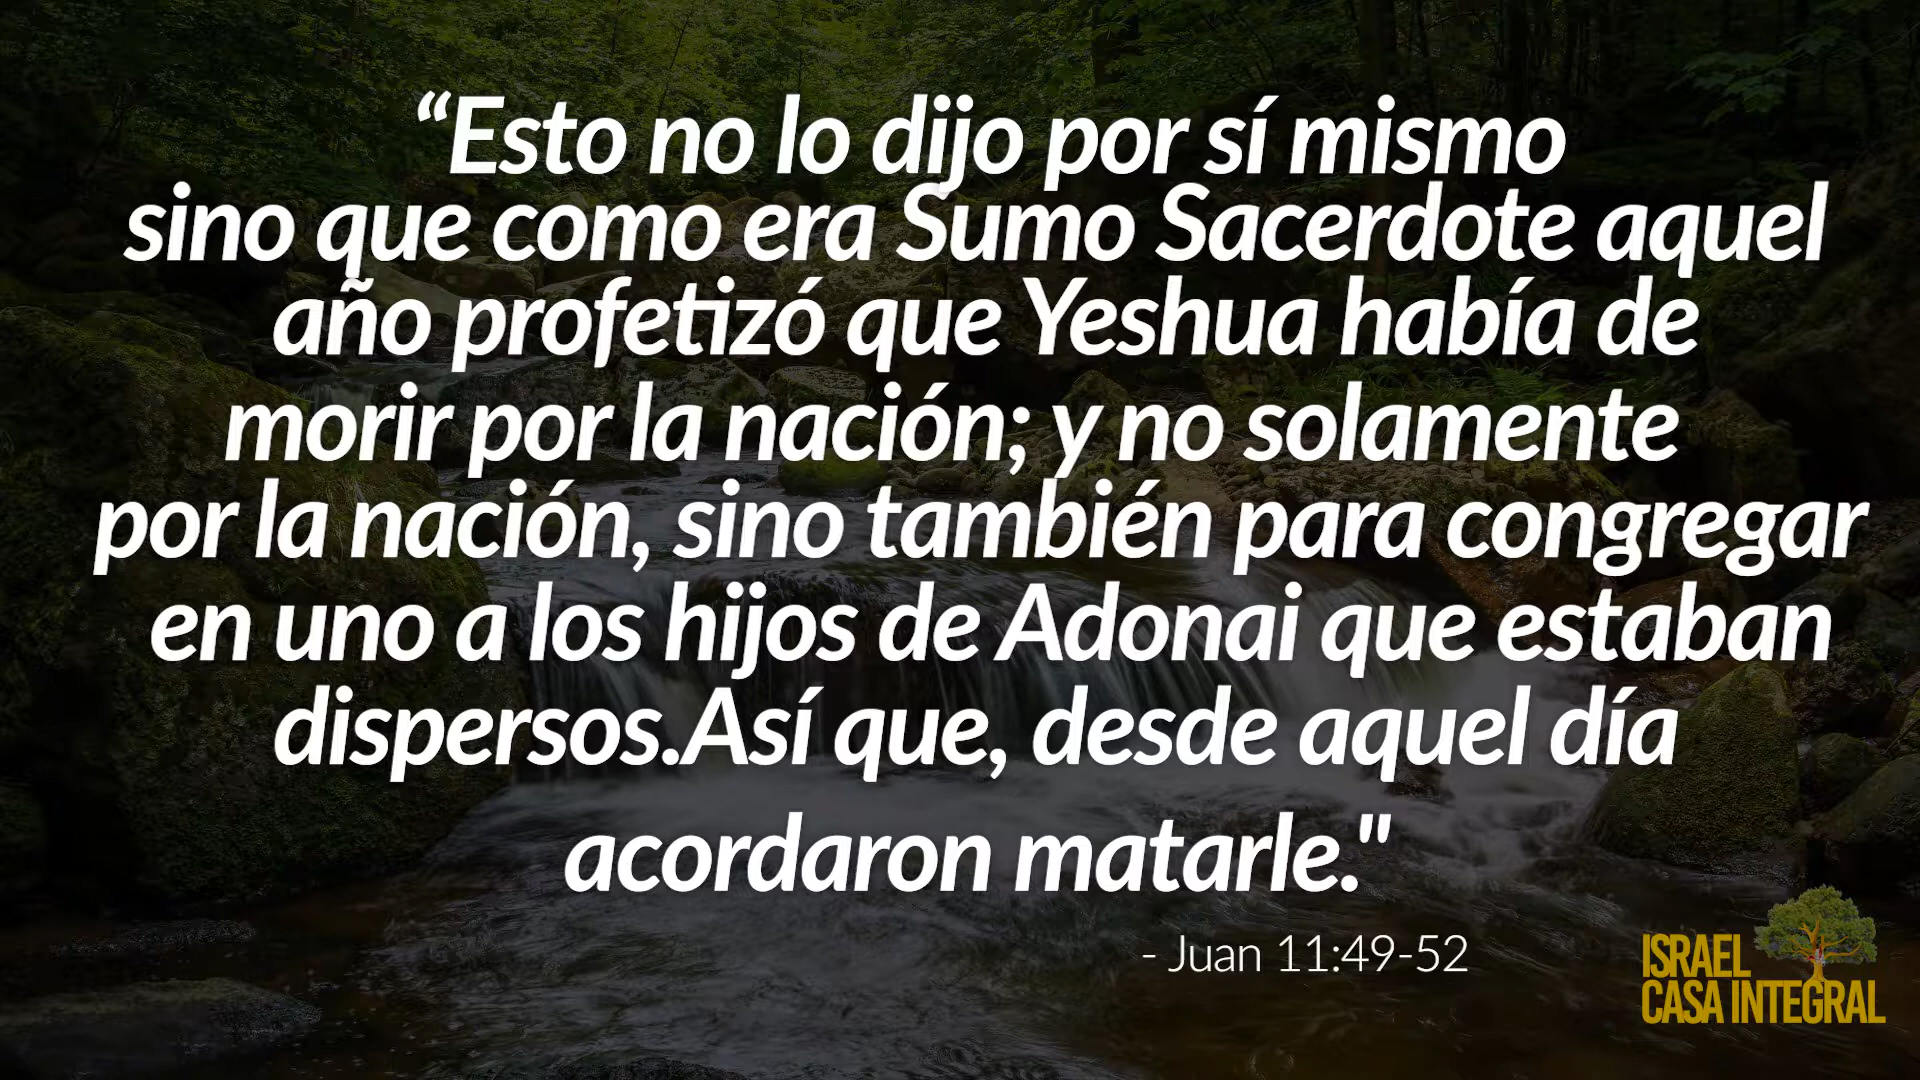 “Esto no lo dijo por sí mismo
sino que como era Sumo Sacerdote aquel
año profetizó que Yeshua había de
morir por la nación; y no solamente
por la nación, sino también para congregar
en uno a los hijos de Adonai que estaban
dispersos.Así que, desde aquel día
acordaron matarle."
- Juan 11:49-52
ISRAEL
CASA INTEGRAL